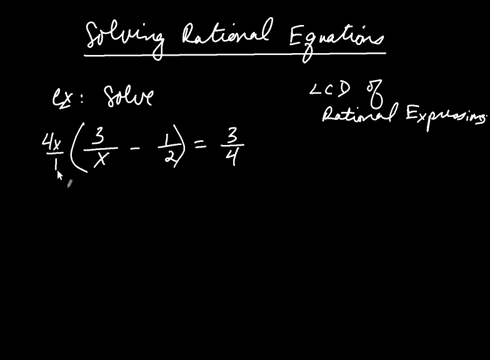 Solving Rational Equations
ex: Solve
LCD of
Rational Expressions
4x/1 ( 3/x - 1/2 ) = 3/4